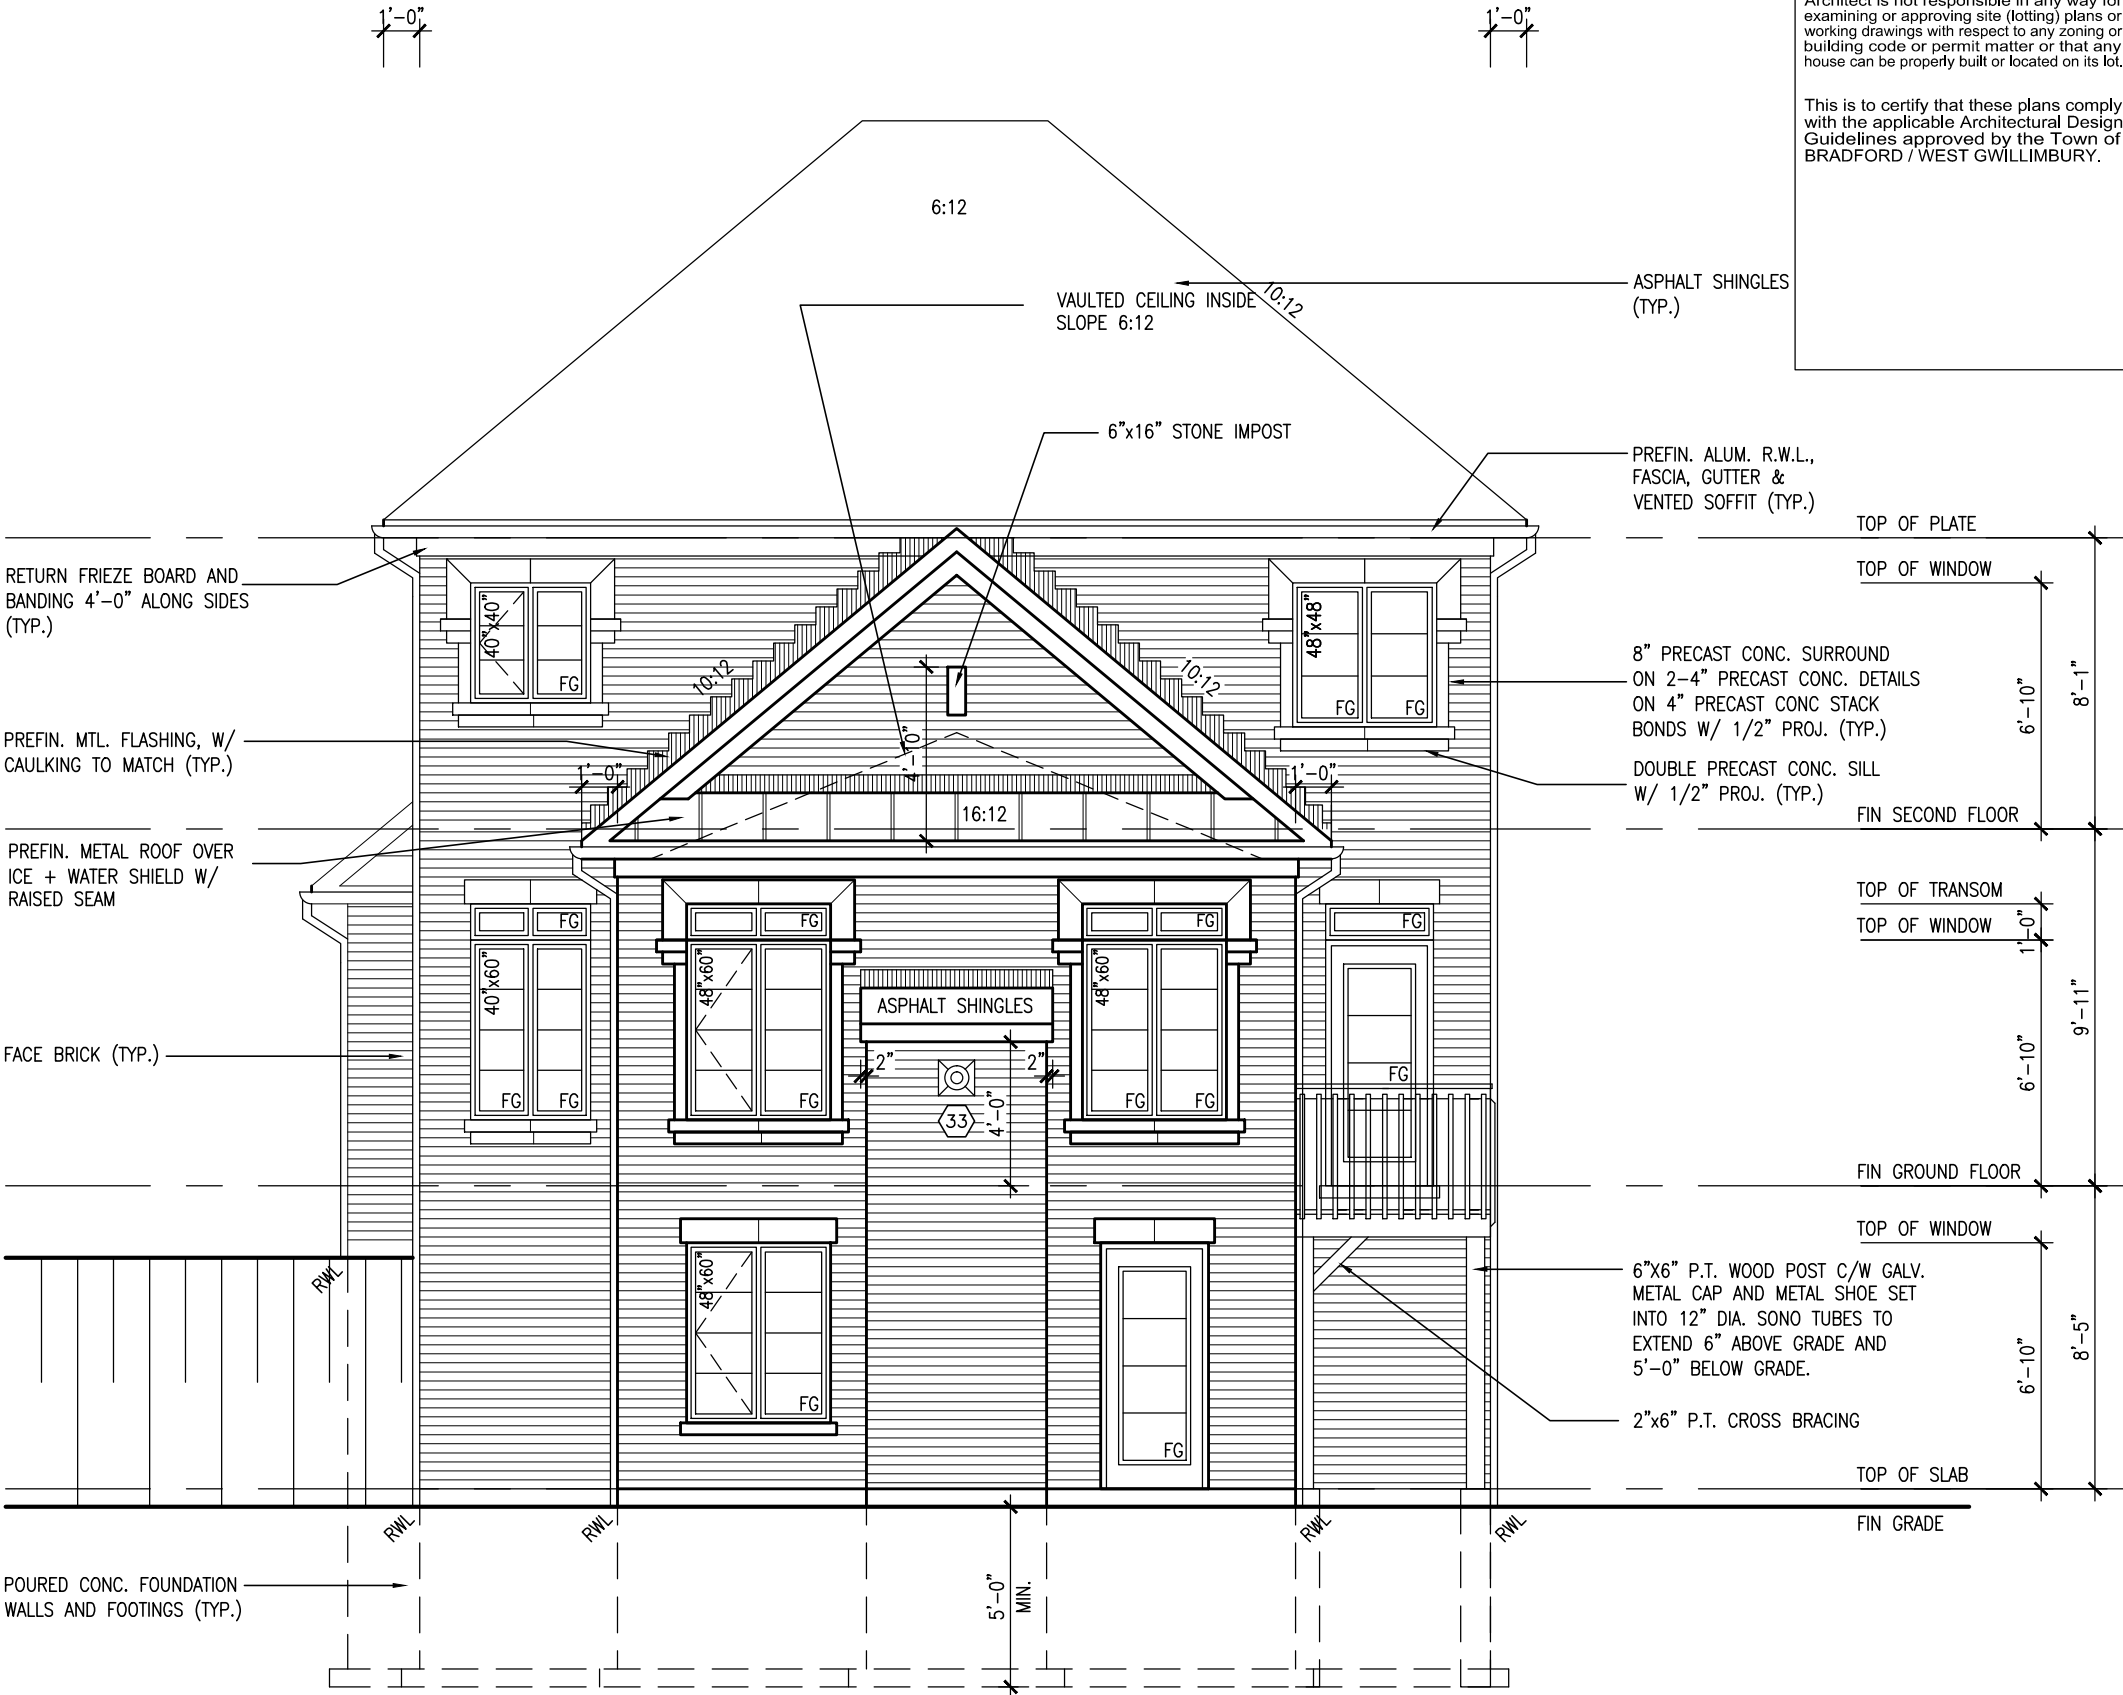 1'-0"
1'-0"
Architect is not responsible in any way for
examining or approving site (lotting) plans or
working drawings with respect to any zoning or
building code or permit matter or that any
house can be properly built or located on its lot.
This is to certify that these plans comply
with the applicable Architectural Design
Guidelines approved by the Town of
BRADFORD / WEST GWILLIMBURY.
6:12
VAULTED CEILING INSIDE
SLOPE 6:12
10:12
ASPHALT SHINGLES
(TYP.)
6"x16" STONE IMPOST
PREFIN. ALUM. R.W.L.,
FASCIA, GUTTER &
VENTED SOFFIT (TYP.)
TOP OF PLATE
TOP OF WINDOW
RETURN FRIEZE BOARD AND
BANDING 4'-0" ALONG SIDES
(TYP.)
40"x40"
FG
48"x48"
FG
FG
10:12
10:12
8" PRECAST CONC. SURROUND
ON 2-4" PRECAST CONC. DETAILS
ON 4" PRECAST CONC STACK
BONDS W/ 1/2" PROJ. (TYP.)
6'-10"
8'-1"
PREFIN. MTL. FLASHING, W/
CAULKING TO MATCH (TYP.)
4'-10"
1'-0"
1'-0"
DOUBLE PRECAST CONC. SILL
W/ 1/2" PROJ. (TYP.)
16:12
FIN SECOND FLOOR
PREFIN. METAL ROOF OVER
ICE + WATER SHIELD W/
RAISED SEAM
TOP OF TRANSOM
TOP OF WINDOW
1'-0"
FG
FG
FG
FG
40"x60"
48"x60"
48"x60"
ASPHALT SHINGLES
9'-11"
6'-10"
FACE BRICK (TYP.)
2"
2"
FG
FG
FG
FG
FG
FG
33
4'-0"
FIN GROUND FLOOR
TOP OF WINDOW
RWL
48"x60"
FG
FG
6"X6" P.T. WOOD POST C/W GALV.
METAL CAP AND METAL SHOE SET
INTO 12" DIA. SONO TUBES TO
EXTEND 6" ABOVE GRADE AND
5'-0" BELOW GRADE.
6'-10"
8'-5"
2"x6" P.T. CROSS BRACING
TOP OF SLAB
FIN GRADE
RWL
RWL
RWL
RWL
POURED CONC. FOUNDATION
WALLS AND FOOTINGS (TYP.)
5'-0"
MIN.